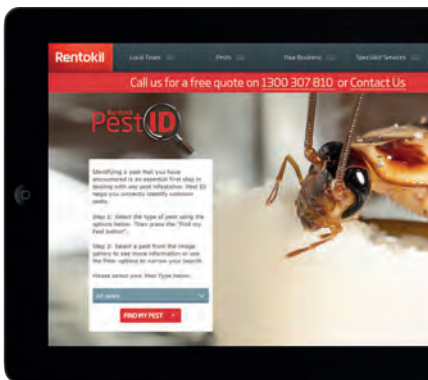 Rentokil
Local Team
Pests
Your Business
Specialist Services
Call us for a free quote on 1300 307 810 or Contact Us
Rentokil
Pest ID
Identifying a pest that you have
encountered is an essential first step in
dealing with any pest infestation. Pest ID
helps you correctly identify common
pests.
Step 1: Select the type of pest using the
options below. Then press the "Find my
Pest button".
Step 2: Select a pest from the image
gallery to see more information or use
the filter options to narrow your search.
Please select your Pest Type below.
All pests
FIND MY PEST